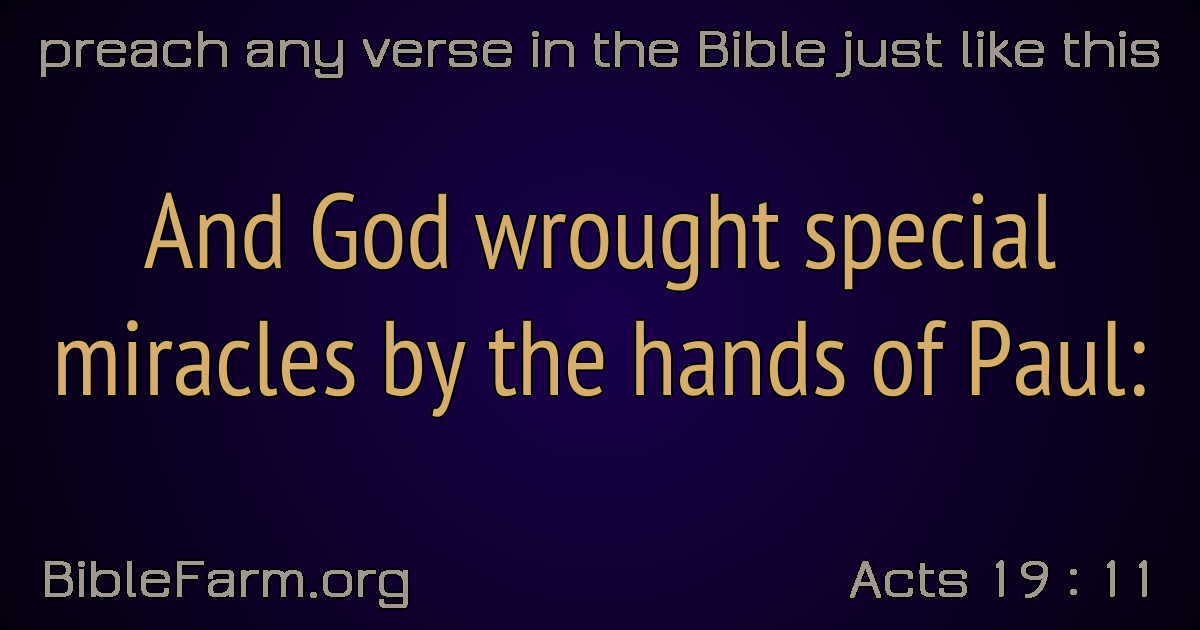 preach any verse in the Bible just like this
And God wrought special
miracles by the hands of Paul:
BibleFarm.org
Acts 19 : 11